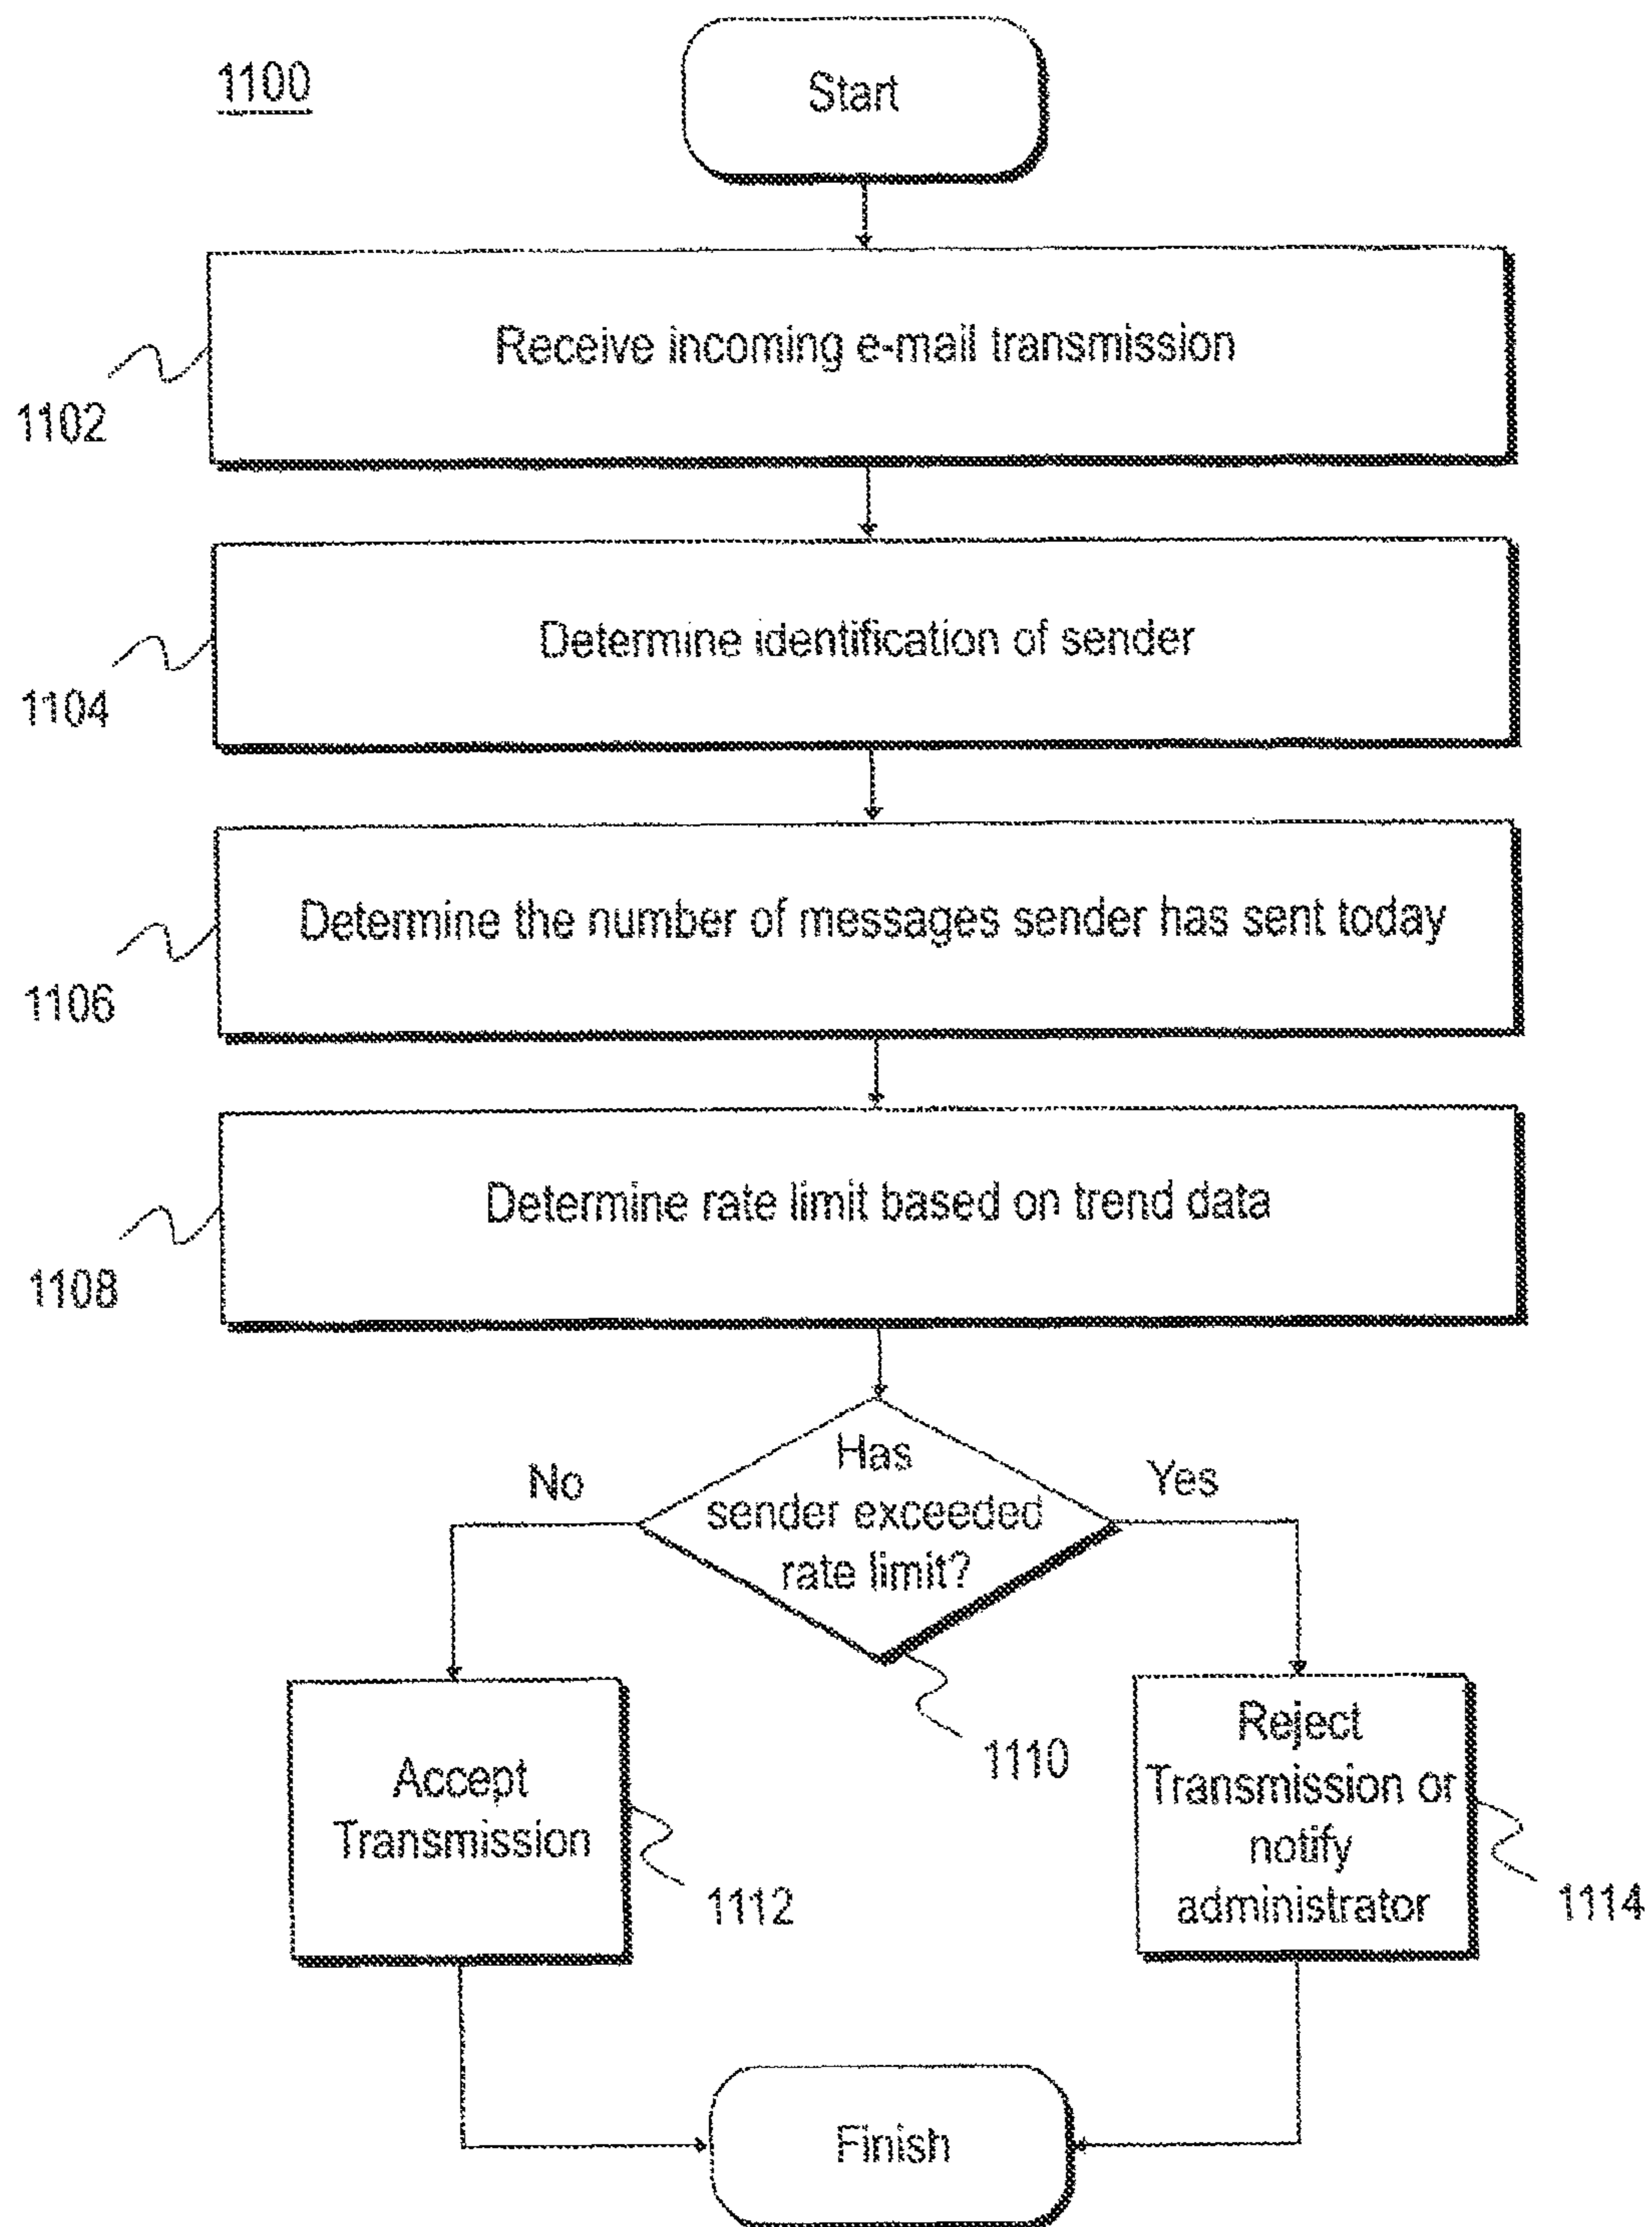 1100
Start
Receive incoming e-mail transmission
1102
Determine identification of sender
1104
Determine the number of messages sender has sent today
1106
Determine rate limit based on trend data
1108
Has
sender exceeded
rate limit?
No
Yes
1110
Accept
Transmission
1112
Reject
Transmission or
notify
administrator
1114
Finish